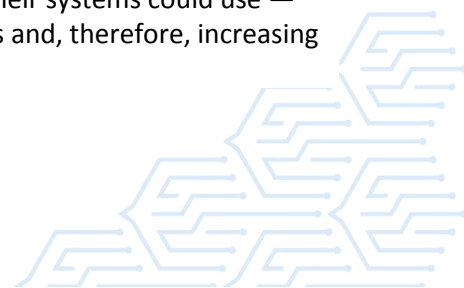 heir systems could use —
s and, therefore, increasing